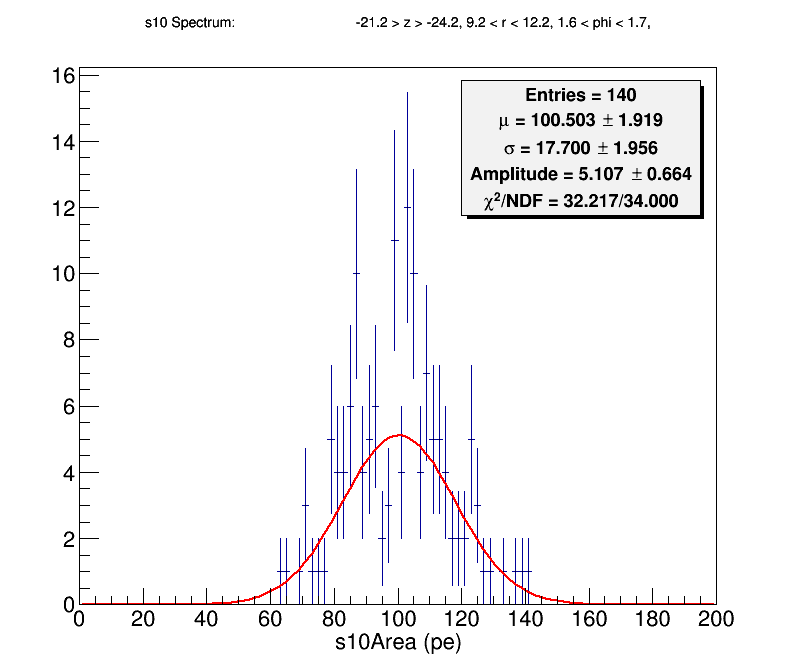 s10 Spectrum: -21.2 > z > -24.2, 9.2 < r < 12.2, 1.6 < phi < 1.7,
Entries = 140
μ = 100.503 ± 1.919
σ = 17.700 ± 1.956
Amplitude = 5.107 ± 0.664
χ²/NDF = 32.217/34.000
16
14
12
10
8
6
4
2
0
0 20 40 60 80 100 120 140 160 180 200
s10Area (pe)